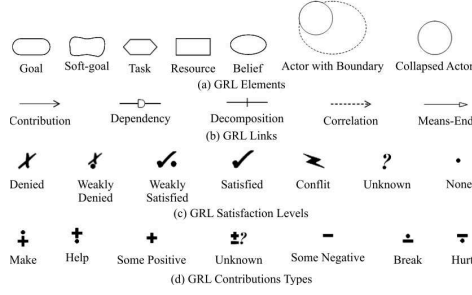 Goal Soft-goal Task Resource Belief Actor with Boundary Collapsed Actor
(a) GRL Elements
Contribution Dependency Decomposition Correlation Means-End
(b) GRL Links
Denied Weakly Denied Weakly Satisfied Satisfied Conflit Unknown None
(c) GRL Satisfaction Levels
Make Help Some Positive Unknown Some Negative Break Hurt
(d) GRL Contributions Types